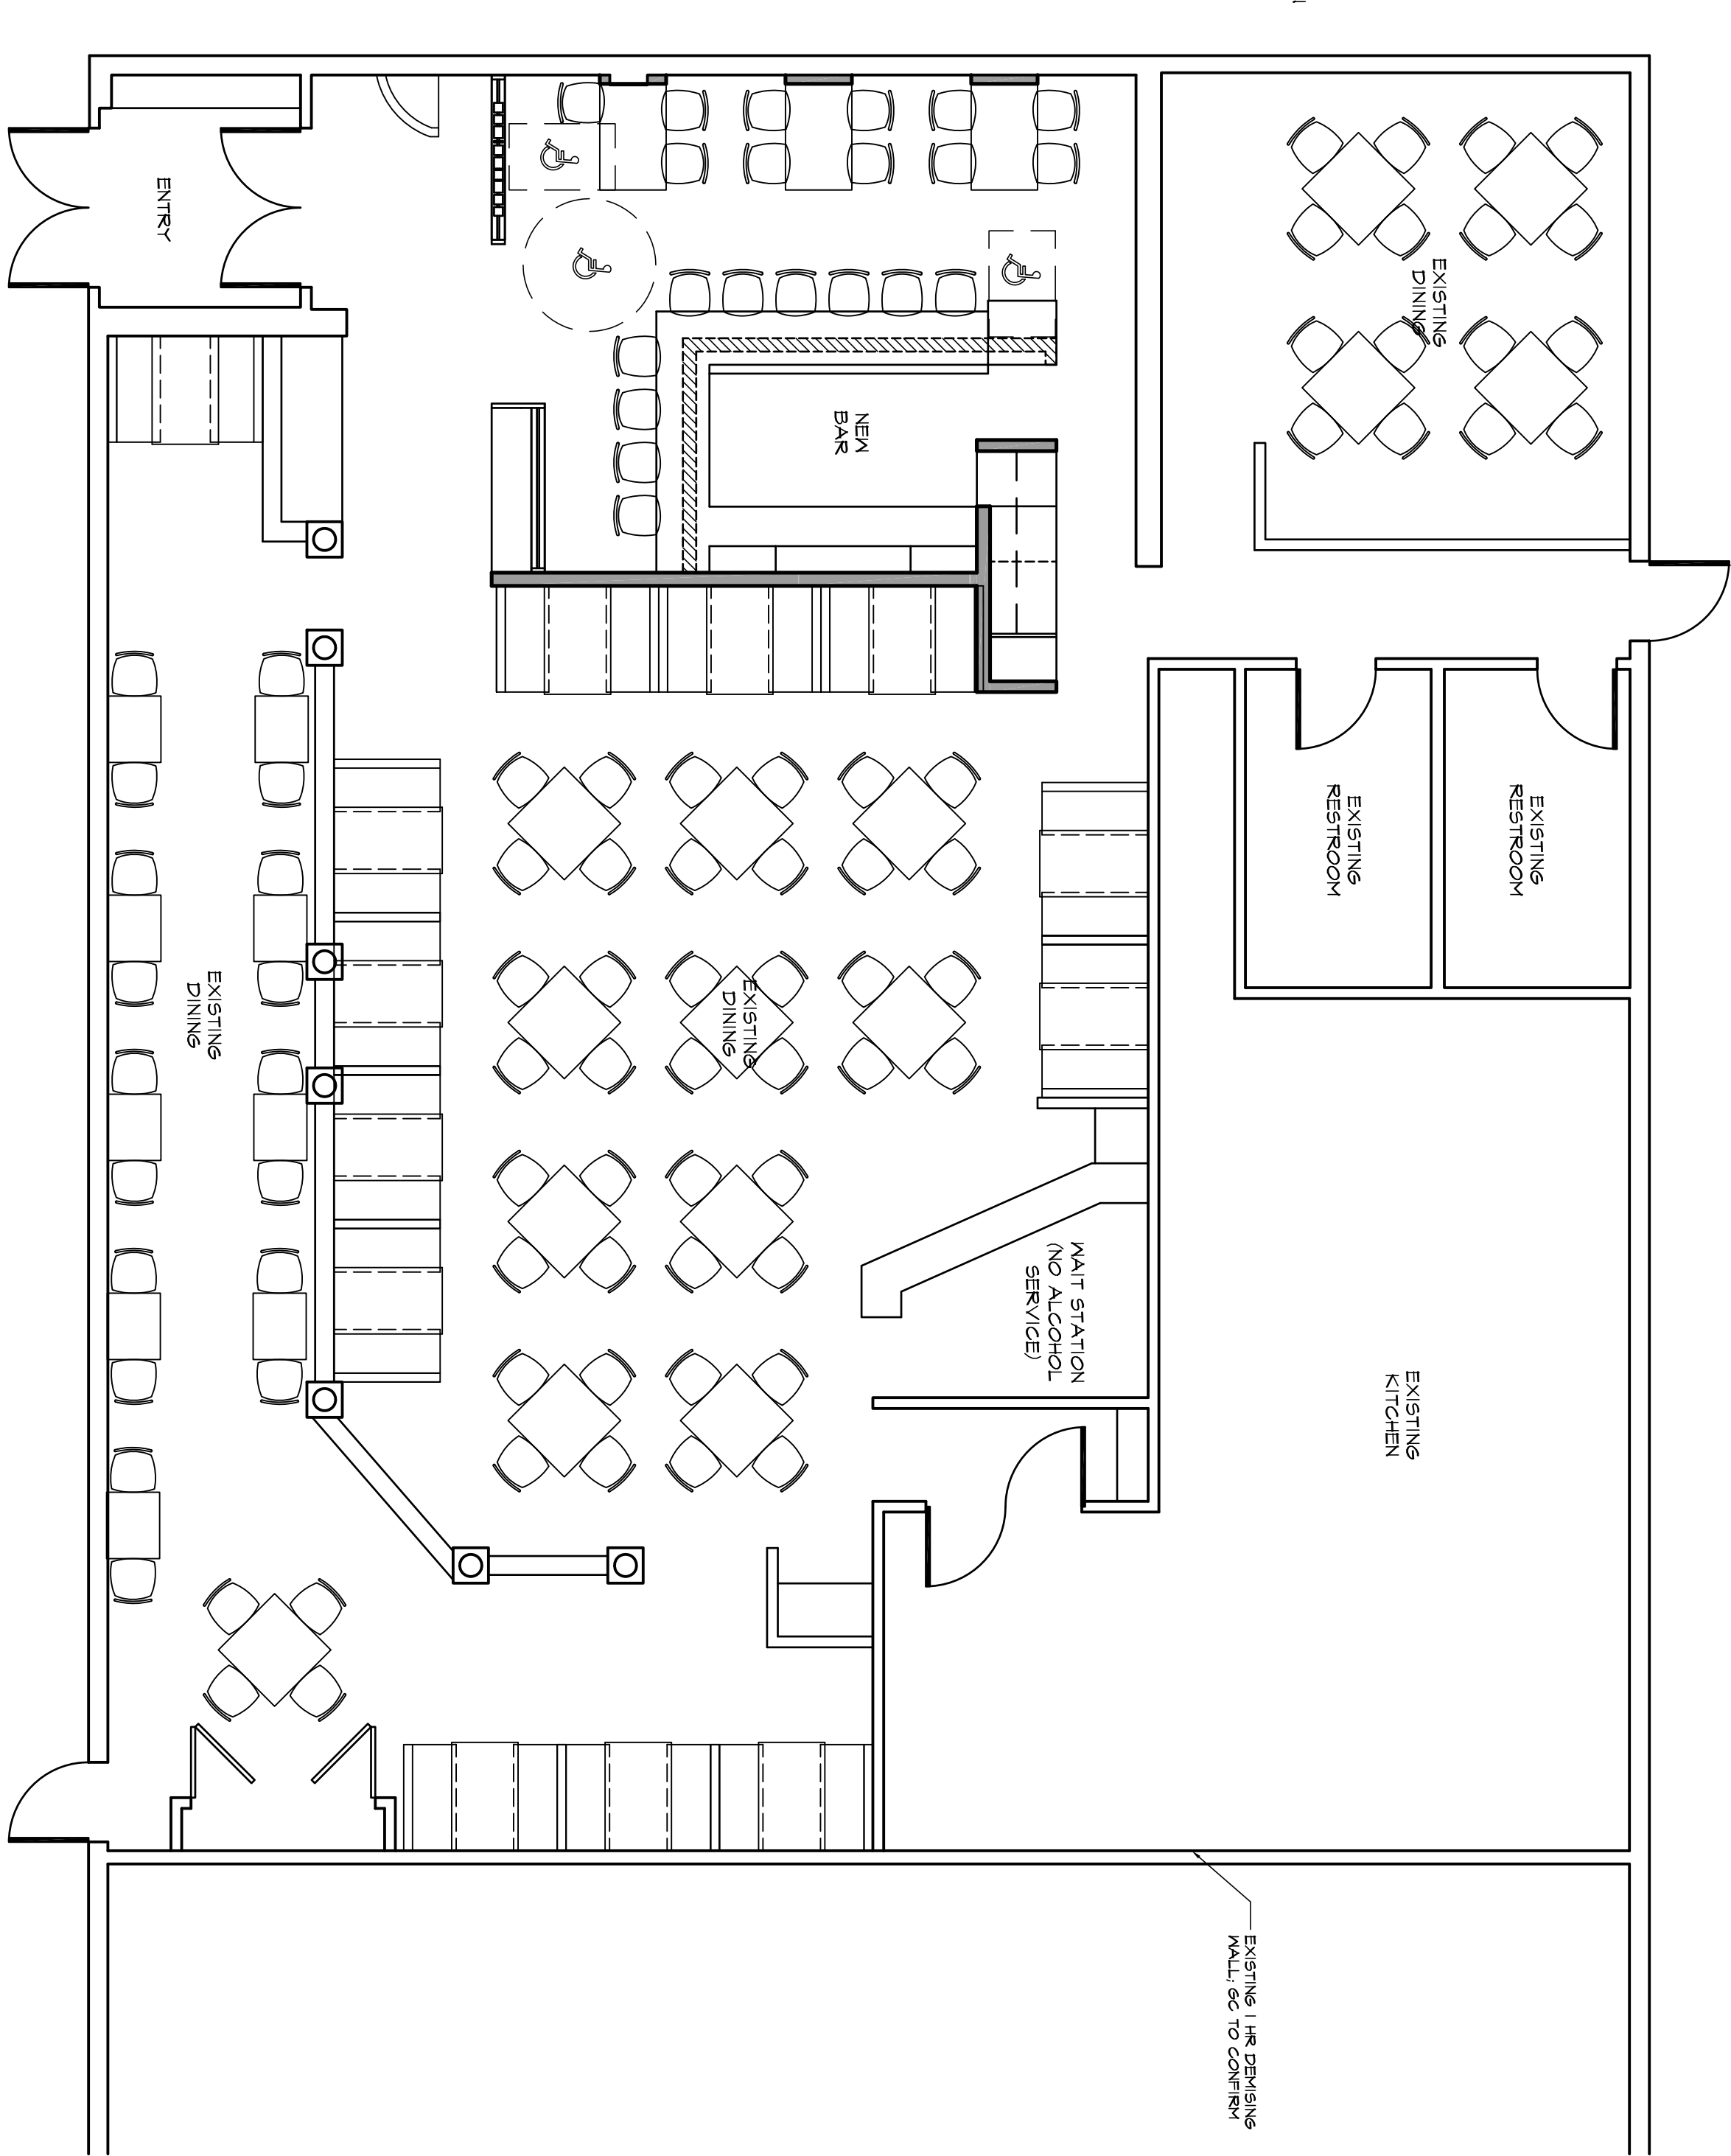 ENTRY
EXISTING
DINING
NEW
BAR
EXISTING
RESTROOM
EXISTING
RESTROOM
EXISTING
DINING
EXISTING
DINING
WAIT STATION
(NO ALCOHOL
SERVICE)
EXISTING
KITCHEN
EXISTING 1 HR DEMISING
WALL; GC TO CONFIRM